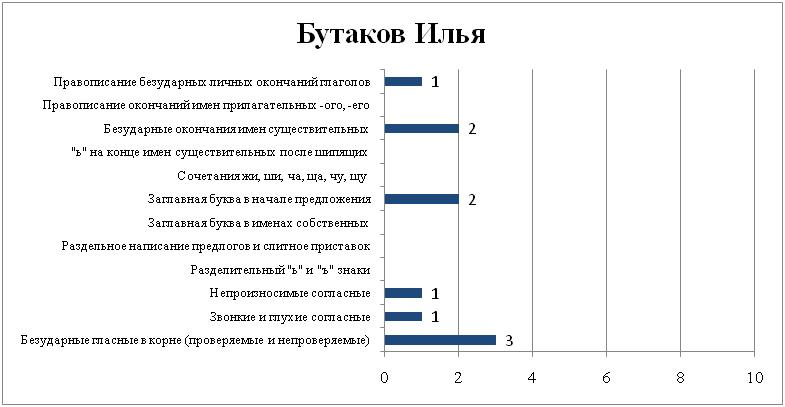 Бутаков Илья
Правописание безударных личных окончаний глаголов
1
Правописание окончаний имен прилагательных -ого, -его
Безударные окончания имен существительных
2
"ь" на конце имен существительных после шипящих
Сочетания жи, ши, ча, ща, чу, щу
Заглавная буква в начале предложения
2
Заглавная буква в именах собственных
Раздельное написание предлогов и слитное приставок
Разделительный "ь" и "ъ" знаки
Непроизносимые согласные
1
Звонкие и глухие согласные
1
Безударные гласные в корне (проверяемые и непроверяемые)
3
0 2 4 6 8 10